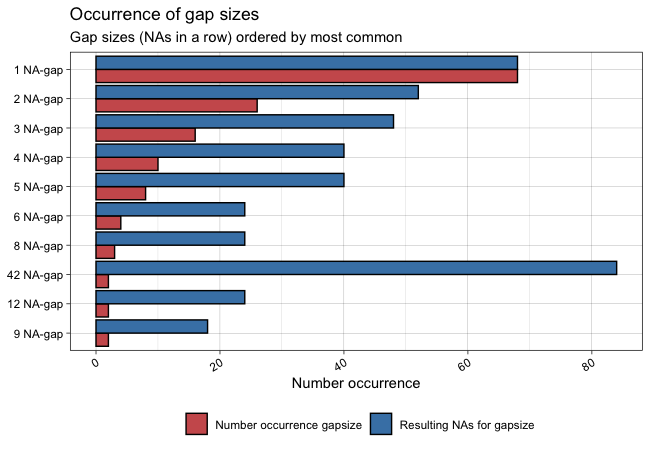 Occurrence of gap sizes
Gap sizes (NAs in a row) ordered by most common
1 NA-gap
2 NA-gap
3 NA-gap
4 NA-gap
5 NA-gap
6 NA-gap
8 NA-gap
42 NA-gap
12 NA-gap
9 NA-gap
0 20 40 60 80
Number occurrence
Number occurrence gapsize Resulting NAs for gapsize